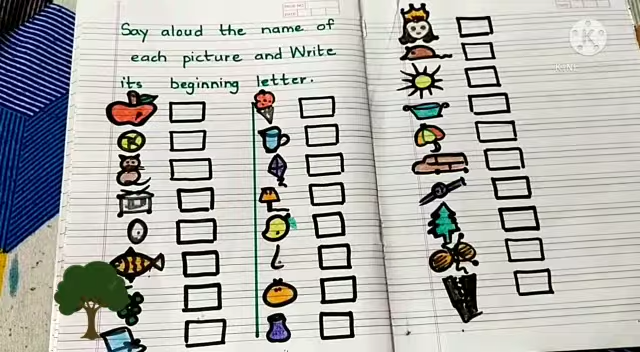 Say aloud the name of
each picture and Write
its beginning letter.